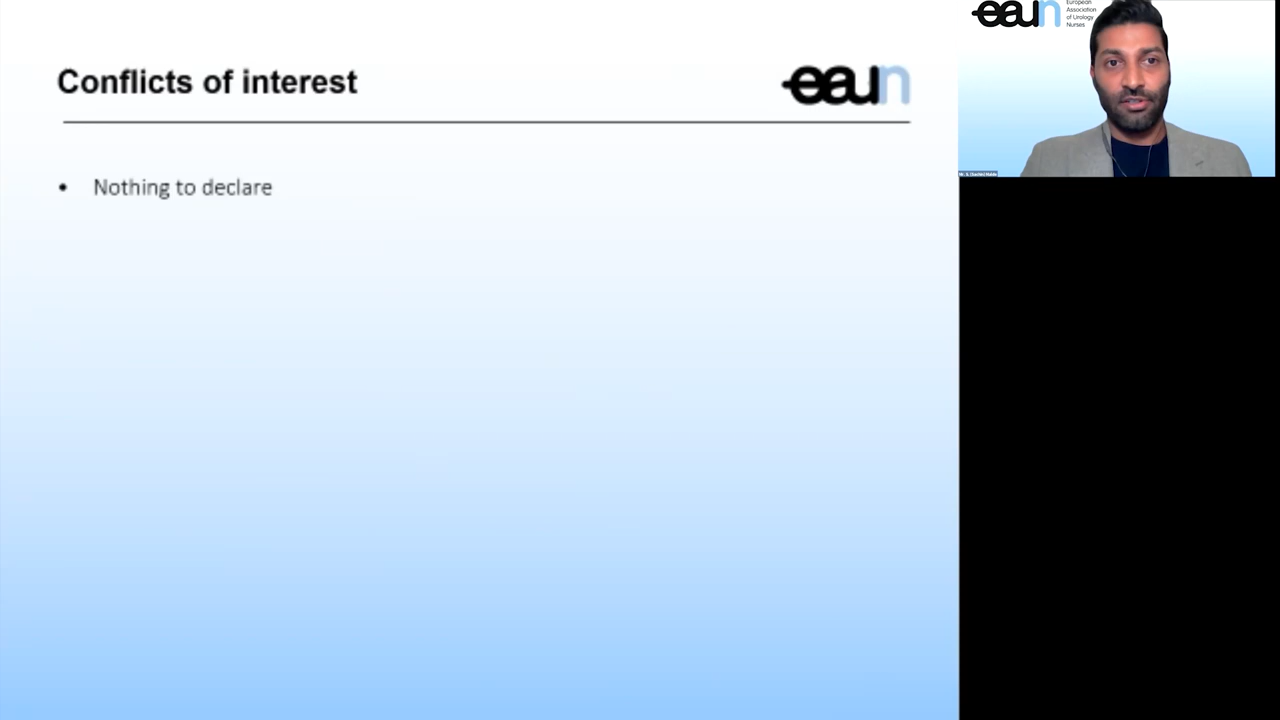 Conflicts of interest
eaun
• Nothing to declare
eaun
European
Association
of Urology
Nurses